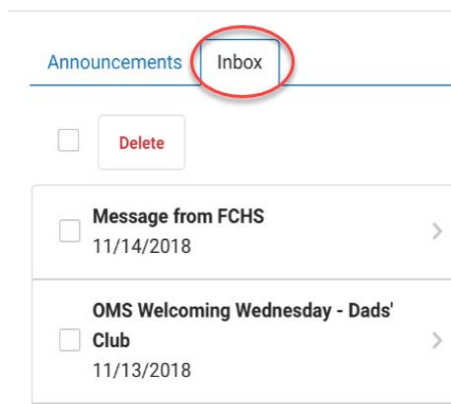 Announcements Inbox
Delete
Message from FCHS
11/14/2018
OMS Welcoming Wednesday - Dads'
Club
11/13/2018